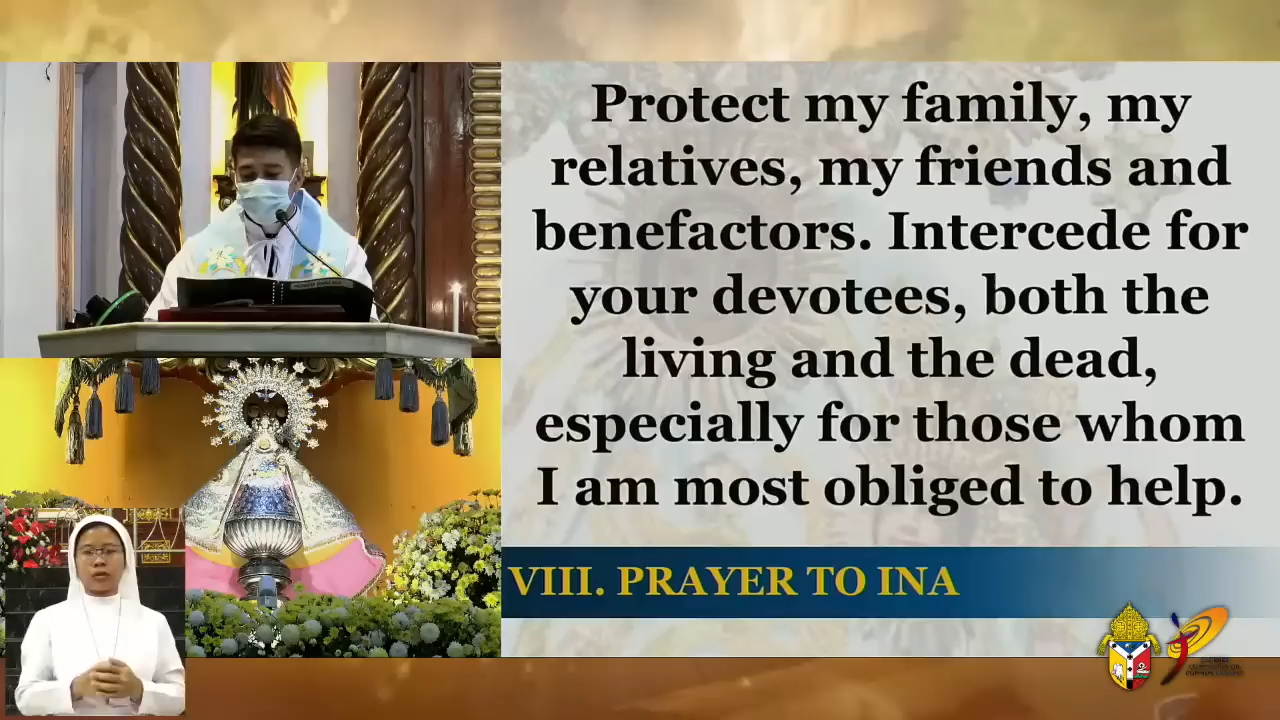 Protect my family, my
relatives, my friends and
benefactors. Intercede for
your devotees, both the
living and the dead,
especially for those whom
I am most obliged to help.
VIII. PRAYER TO INA